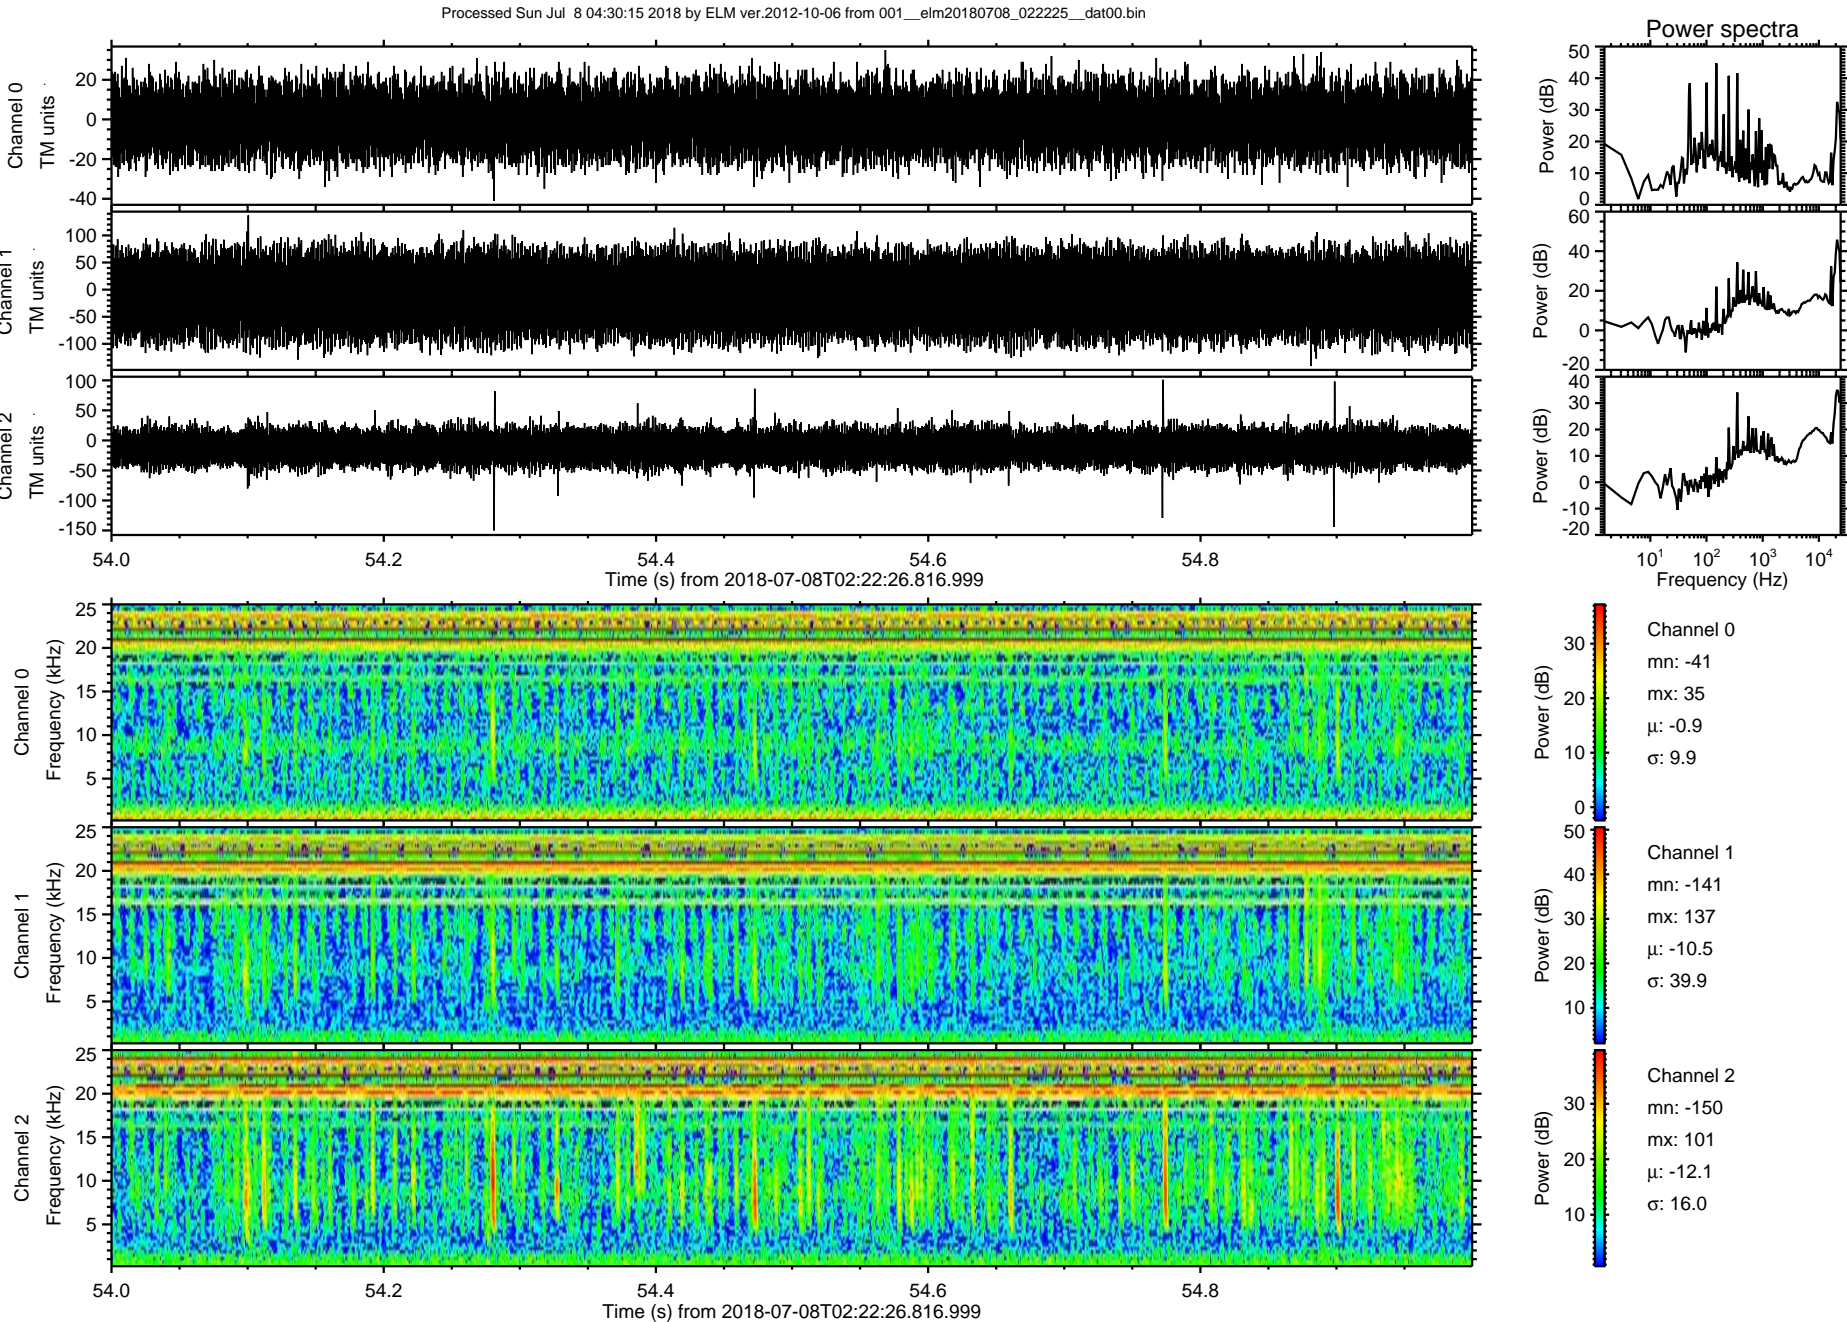 Processed Sun Jul  8 04:30:15 2018 by ELM ver.2012-10-06 from 001__elm20180708_022225__dat00.bin
Power spectra
Channel 0
TM units
20
0
-20
-40
Power (dB)
50
40
30
20
10
0
Channel 1
TM units
100
50
0
-50
-100
Power (dB)
60
40
20
0
-20
Channel 2
TM units
100
50
0
-50
-100
-150
Power (dB)
40
30
20
10
0
-10
-20
54.0 54.2 54.4 54.6 54.8
Time (s) from 2018-07-08T02:22:26.816.999
10¹ 10² 10³ 10⁴
Frequency (Hz)
Channel 0
Frequency (kHz)
25
20
15
10
5
Power (dB)
30
20
10
0
Channel 0
mn: -41
mx: 35
μ: -0.9
σ: 9.9
Channel 1
Frequency (kHz)
25
20
15
10
5
Power (dB)
50
40
30
20
10
Channel 1
mn: -141
mx: 137
μ: -10.5
σ: 39.9
Channel 2
Frequency (kHz)
25
20
15
10
5
Power (dB)
30
20
10
Channel 2
mn: -150
mx: 101
μ: -12.1
σ: 16.0
54.0 54.2 54.4 54.6 54.8
Time (s) from 2018-07-08T02:22:26.816.999